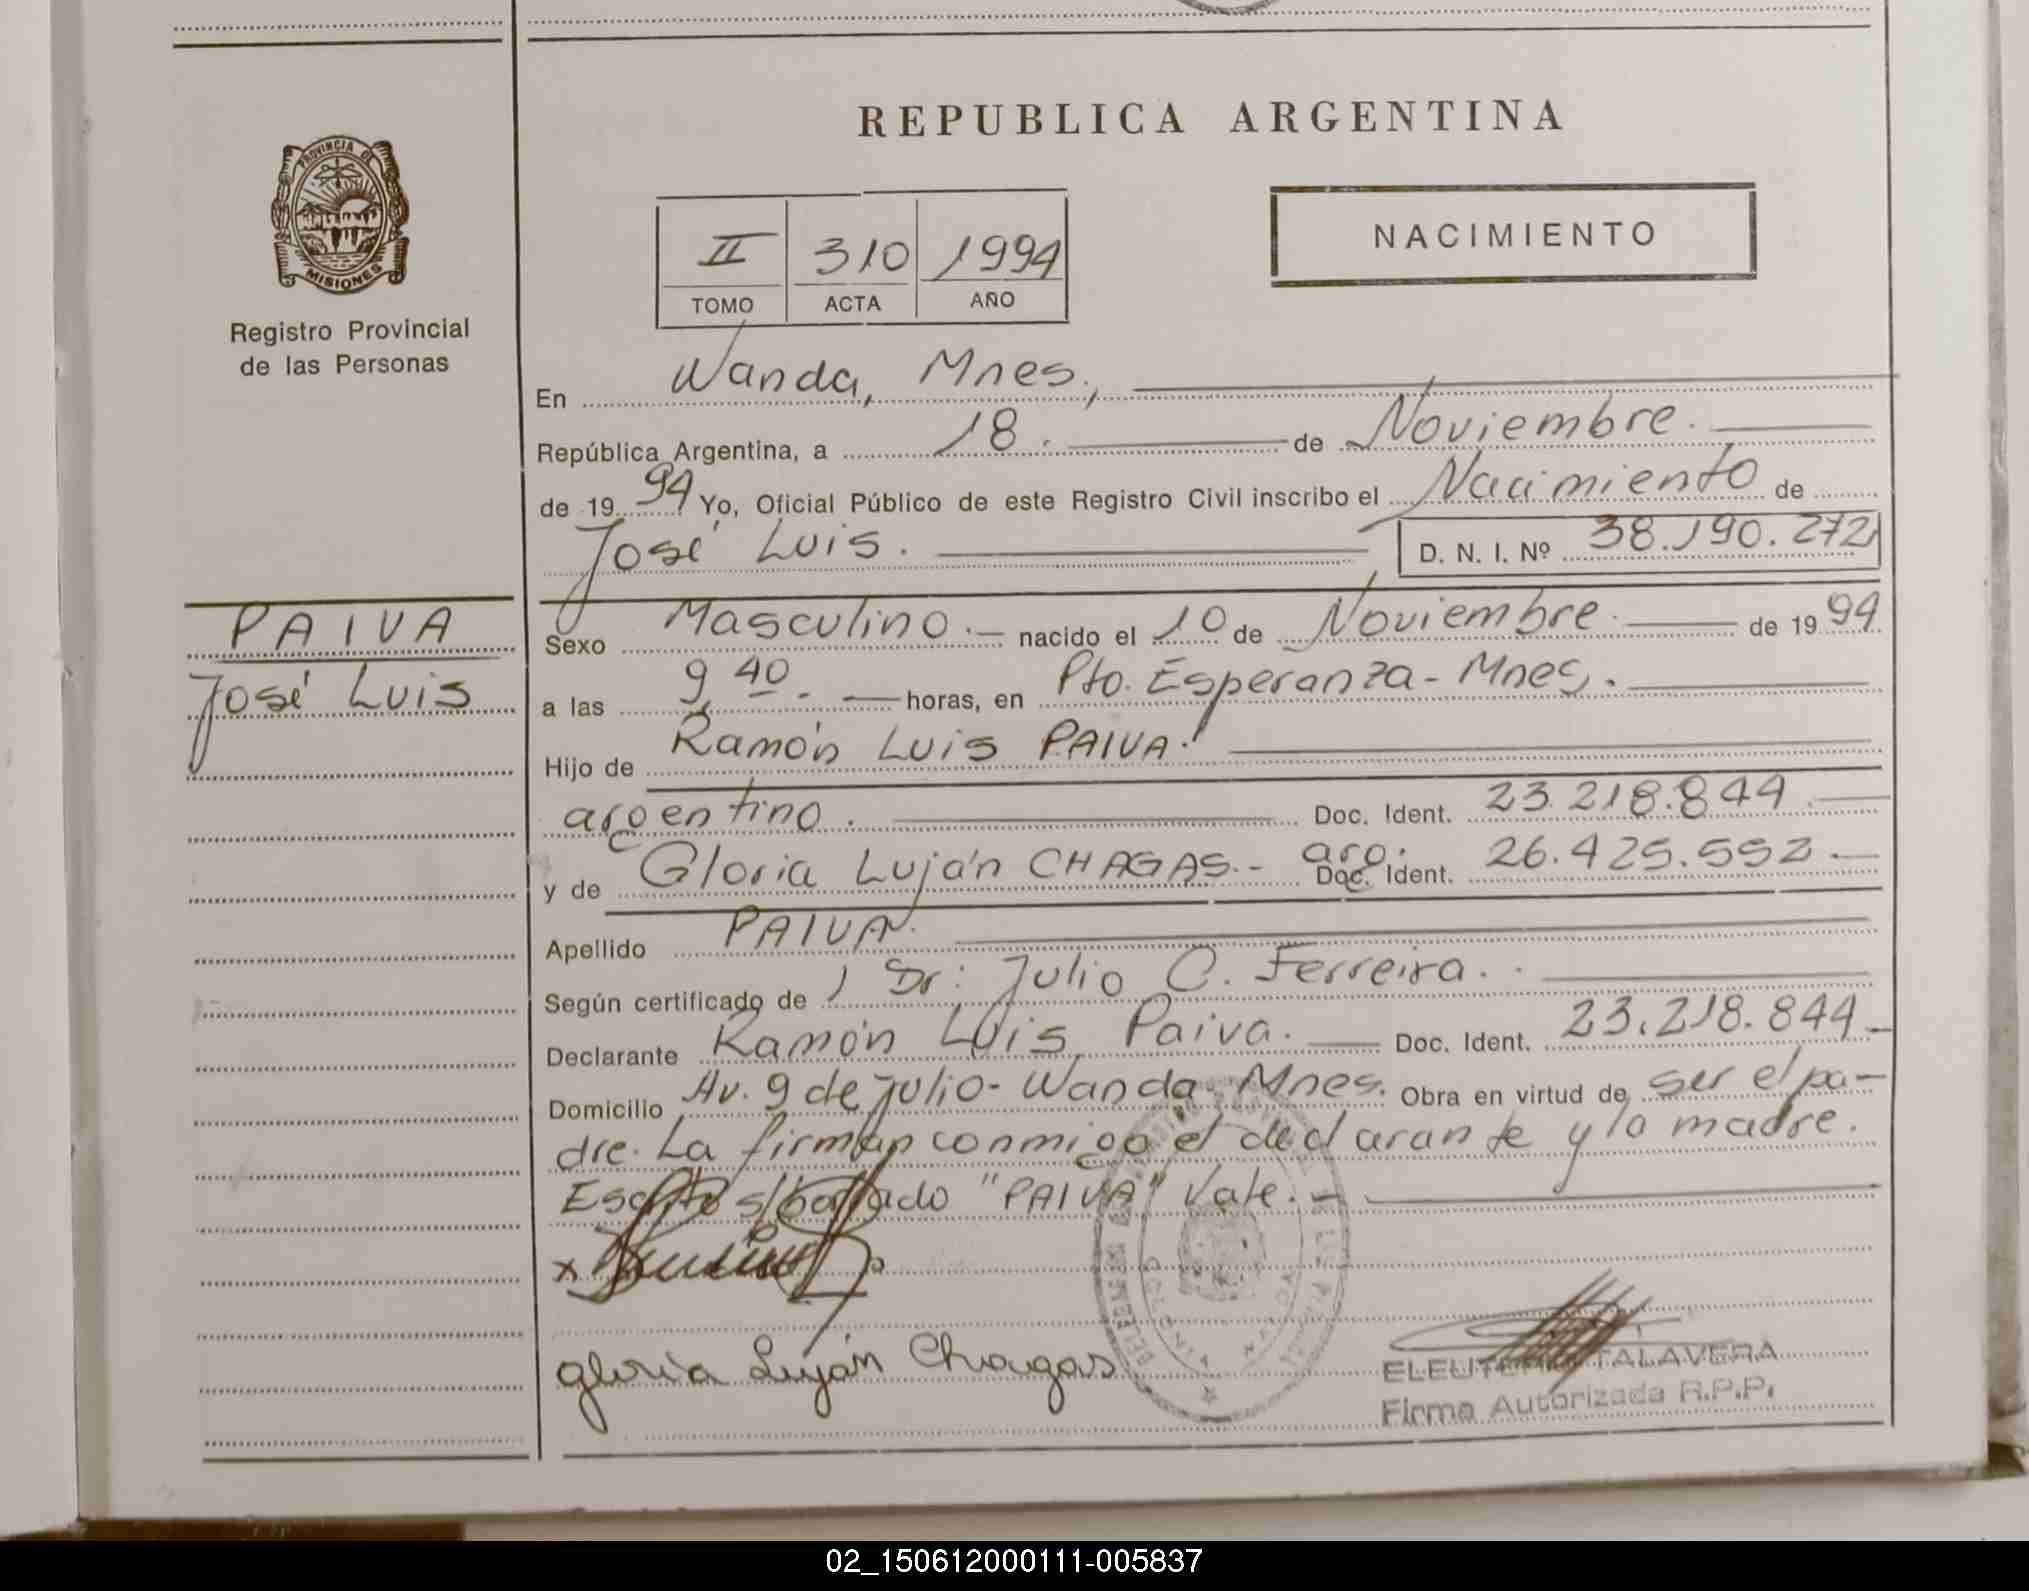 REPUBLICA ARGENTINA
PROVINCIA DE
MISIONES
Registro Provincial
de las Personas
II 310 1994
TOMO ACTA AÑO
NACIMIENTO
En Wanda, Mnes.,
República Argentina, a 18. de Noviembre.
de 1994 Yo, Oficial Público de este Registro Civil inscribo el Nacimiento de
José Luis. D. N. I. Nº 38.190.272
PAIVA
José Luis
Sexo Masculino.- nacido el 10 de Noviembre. de 1994
a las 9 40. horas, en Pto. Esperanza - Mnes.
Hijo de Ramón Luis PAIVA.
argentino. Doc. Ident. 23.218.844.
y de Gloria Luján CHAGAS.- arg. Doc. Ident. 26.425.552.
Apellido PAIVA.
Según certificado de Dr: Julio C. Ferreira.
Declarante Ramón Luis Paiva. Doc. Ident. 23.218.844.
Domicilio Av. 9 de julio - Wanda - Mnes. Obra en virtud de ser el pa-
dre. La firman conmigo el declarante y la madre.
Escrito s/borrado "PAIVA" Vale.-
x
gloria Luján Chagas
ELEUTERIO TALAVERA
Firma Autorizada R.P.P.
02_150612000111-005837